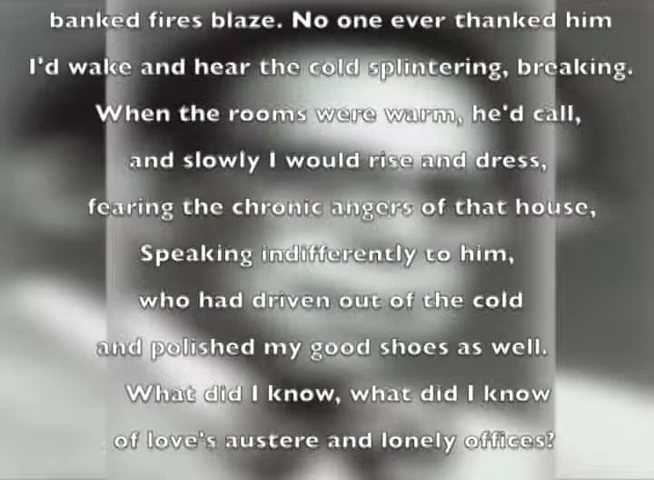 banked fires blaze. No one ever thanked him
I'd wake and hear the cold splintering, breaking.
When the rooms were warm, he'd call,
and slowly I would rise and dress,
fearing the chronic angers of that house,
Speaking indifferently to him,
who had driven out of the cold
and polished my good shoes as well.
What did I know, what did I know
of love's austere and lonely offices?